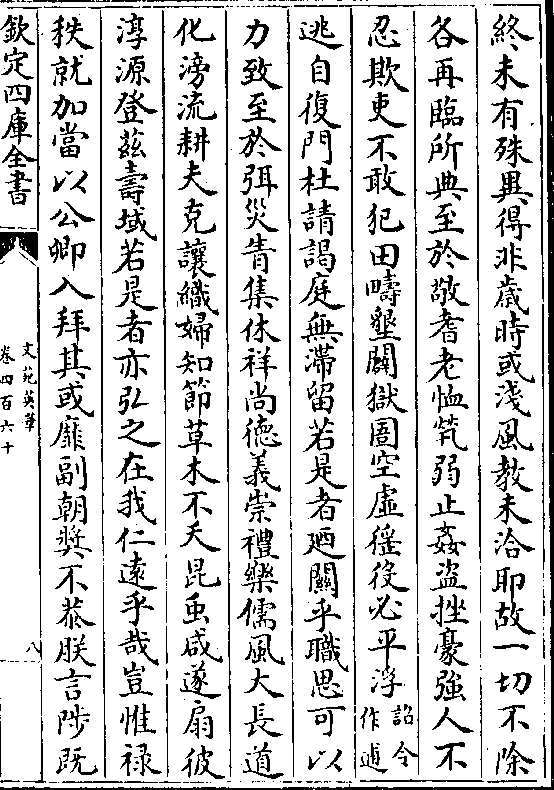 終未有殊異得非歳時或淺風教未洽耶故一切不除
各再臨所典至於敬耆老恤笂弱止姦盗挫豪強人不
忍欺吏不敢犯田疇墾闢獄圄空虛徭役必平浮詔令作逋
逃自復門杜請謁庭無滯留若是者廼關乎職思可以
力致至於弭災眚集休祥尚德義崇禮樂儒風大長道
化滂流耕夫克讓織婦知節草木不夭昆虫咸遂扇彼
淳源登茲壽域若是者亦弘之在我仁遠乎哉豈惟禄
秩就加當以公卿入拜其或靡副朝奬不恭朕言陟既
欽定四庫全書
文苑英華
卷四百六十
八